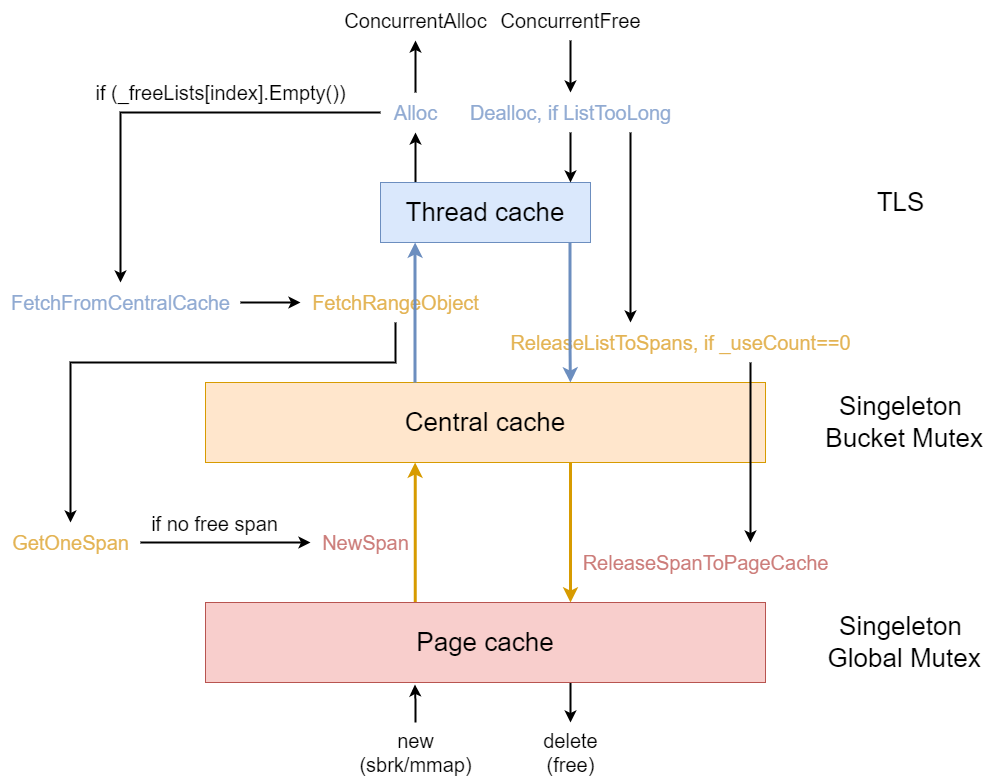 ConcurrentAlloc
ConcurrentFree
if (_freeLists[index].Empty())
Alloc
Dealloc, if ListTooLong
Thread cache
TLS
FetchFromCentralCache
FetchRangeObject
ReleaseListToSpans, if _useCount==0
Central cache
Singeleton
Bucket Mutex
GetOneSpan
if no free span
NewSpan
ReleaseSpanToPageCache
Page cache
Singeleton
Global Mutex
new
(sbrk/mmap)
delete
(free)